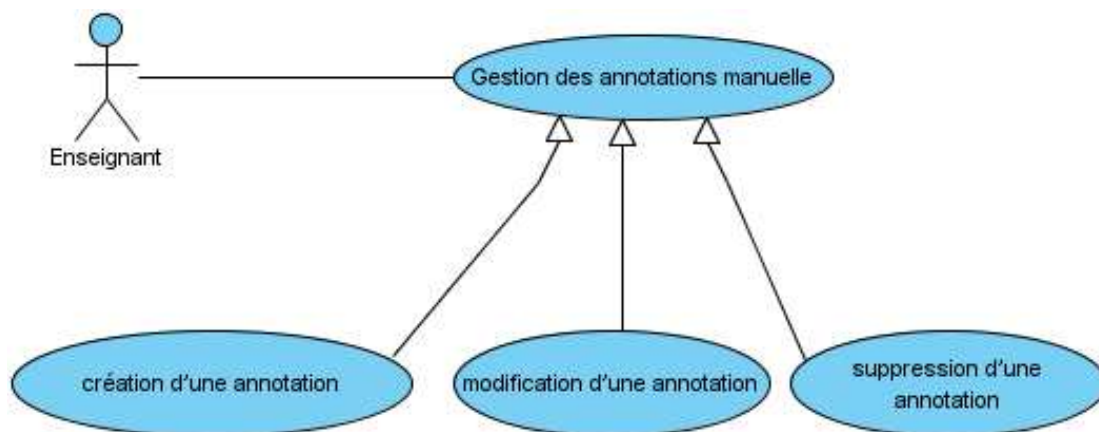 Gestion des annotations manuelle
Enseignant
création d'une annotation
modification d'une annotation
suppression d'une
annotation